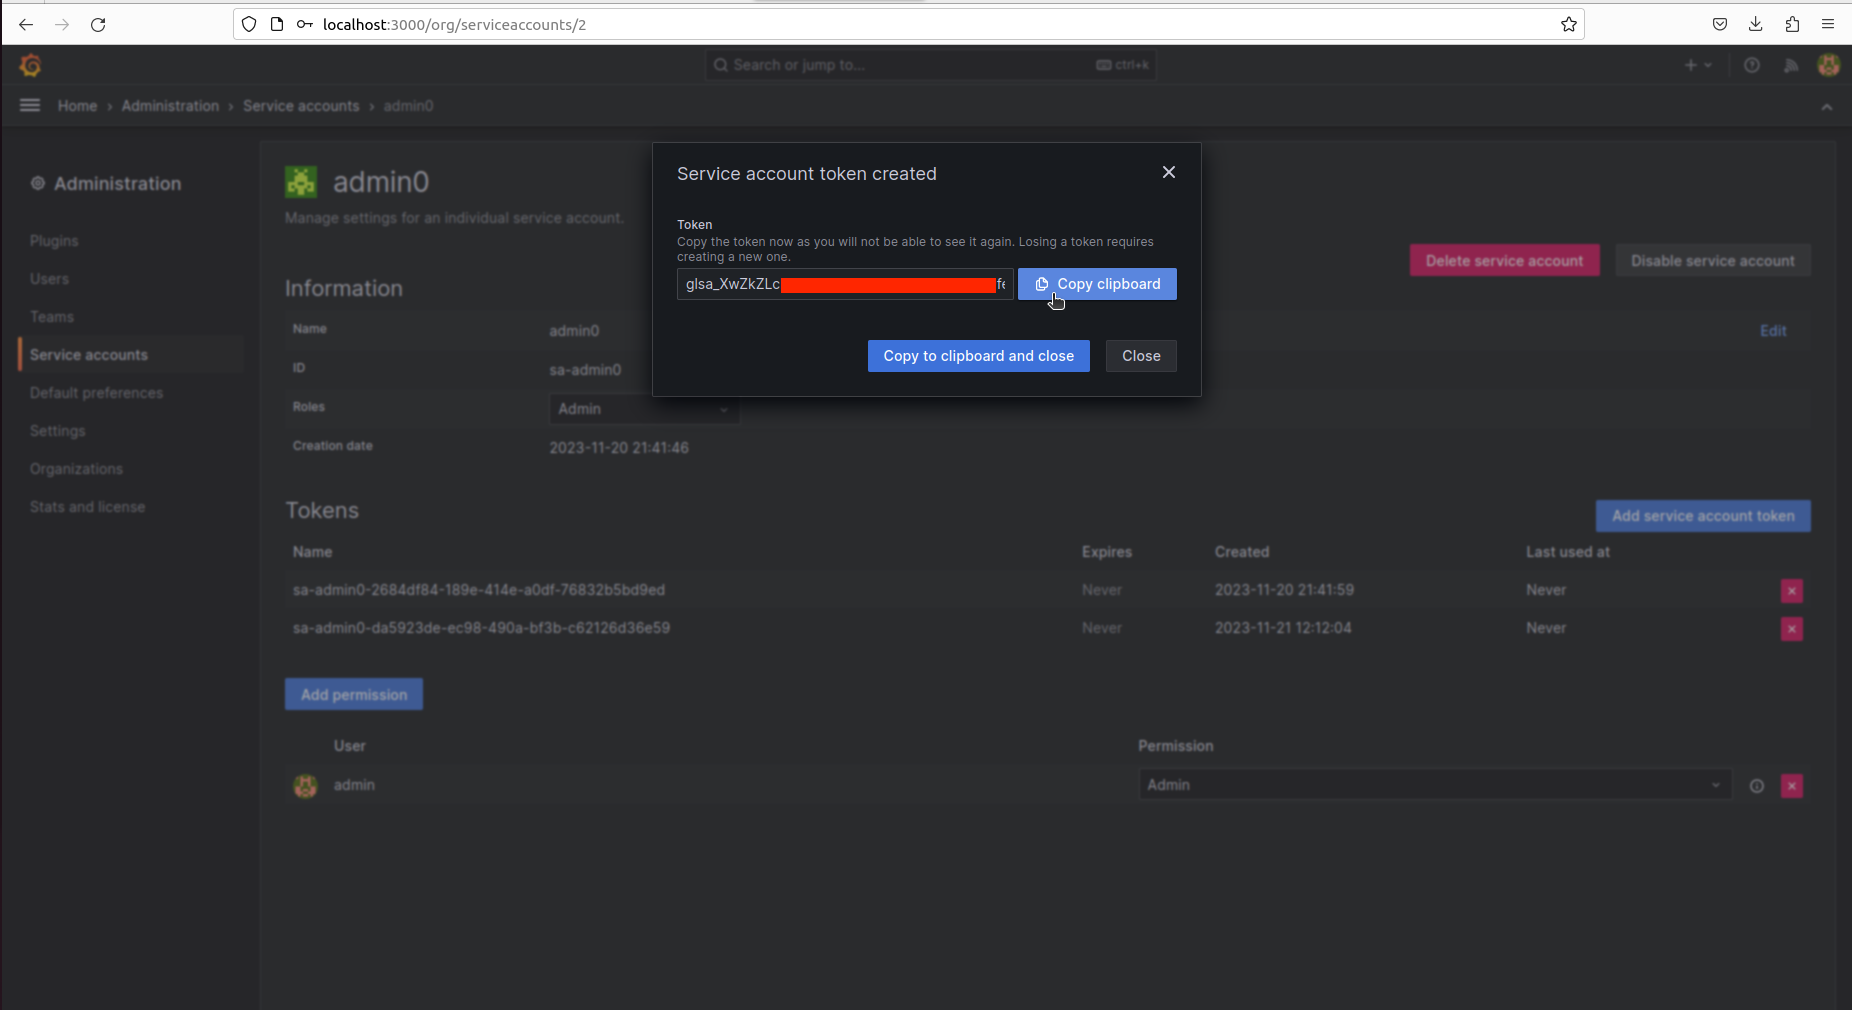 localhost:3000/org/serviceaccounts/2
Search or jump to...
ctrl+k
Home › Administration › Service accounts › admin0
Administration
Plugins
Users
Teams
Service accounts
Default preferences
Settings
Organizations
Stats and license
admin0
Manage settings for an individual service account.
Delete service account
Disable service account
Information
Name admin0
Edit
ID sa-admin0
Roles Admin
Creation date 2023-11-20 21:41:46
Service account token created
Token
Copy the token now as you will not be able to see it again. Losing a token requires
creating a new one.
glsa_XwZkZLc
Copy clipboard
Copy to clipboard and close
Close
Tokens
Add service account token
Name Expires Created Last used at
sa-admin0-2684df84-189e-414e-a0df-76832b5bd9ed Never 2023-11-20 21:41:59 Never
sa-admin0-da5923de-ec98-490a-bf3b-c62126d36e59 Never 2023-11-21 12:12:04 Never
Add permission
User Permission
admin Admin